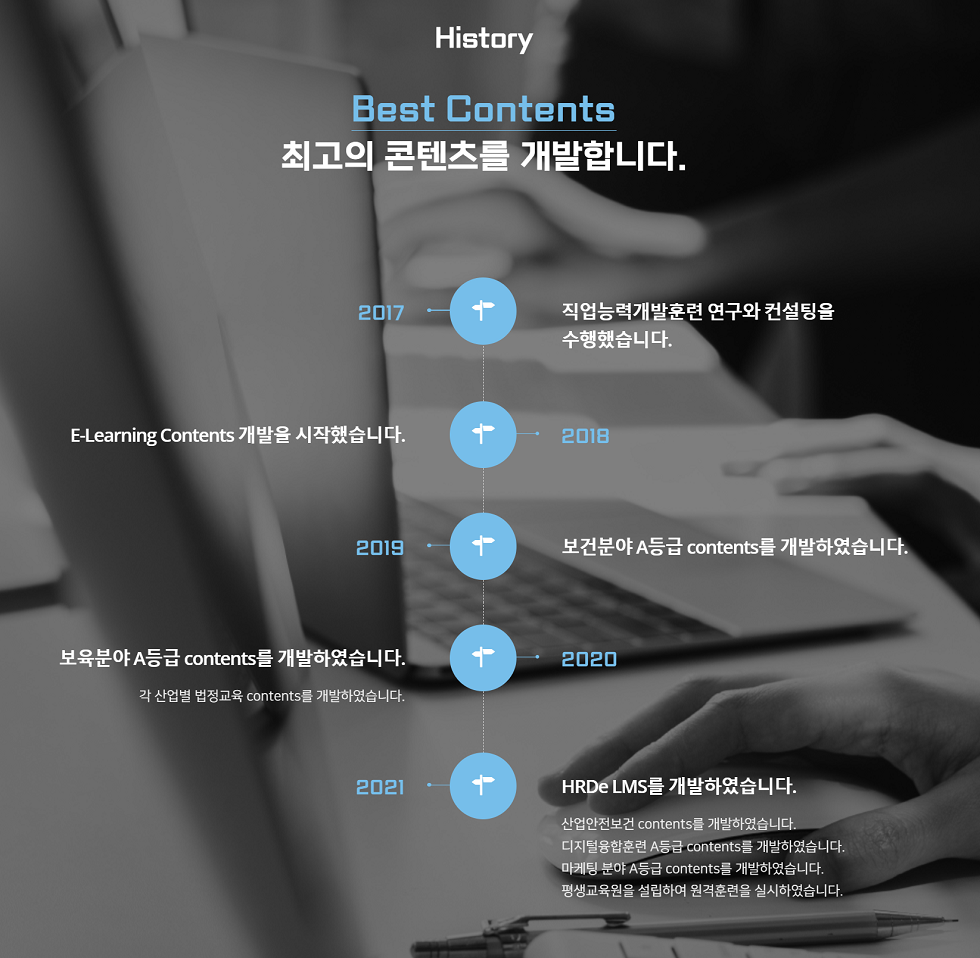 History
Best Contents
최고의 콘텐츠를 개발합니다.
2017
직업능력개발훈련 연구와 컨설팅을
수행했습니다.
E-Learning Contents 개발을 시작했습니다.
2018
2019
보건분야 A등급 contents를 개발하였습니다.
보육분야 A등급 contents를 개발하였습니다.
각 산업별 법정교육 contents를 개발하였습니다.
2020
2021
HRDe LMS를 개발하였습니다.
산업안전보건 contents를 개발하였습니다.
디지털융합훈련 A등급 contents를 개발하였습니다.
마케팅 분야 A등급 contents를 개발하였습니다.
평생교육원을 설립하여 원격훈련을 실시하였습니다.